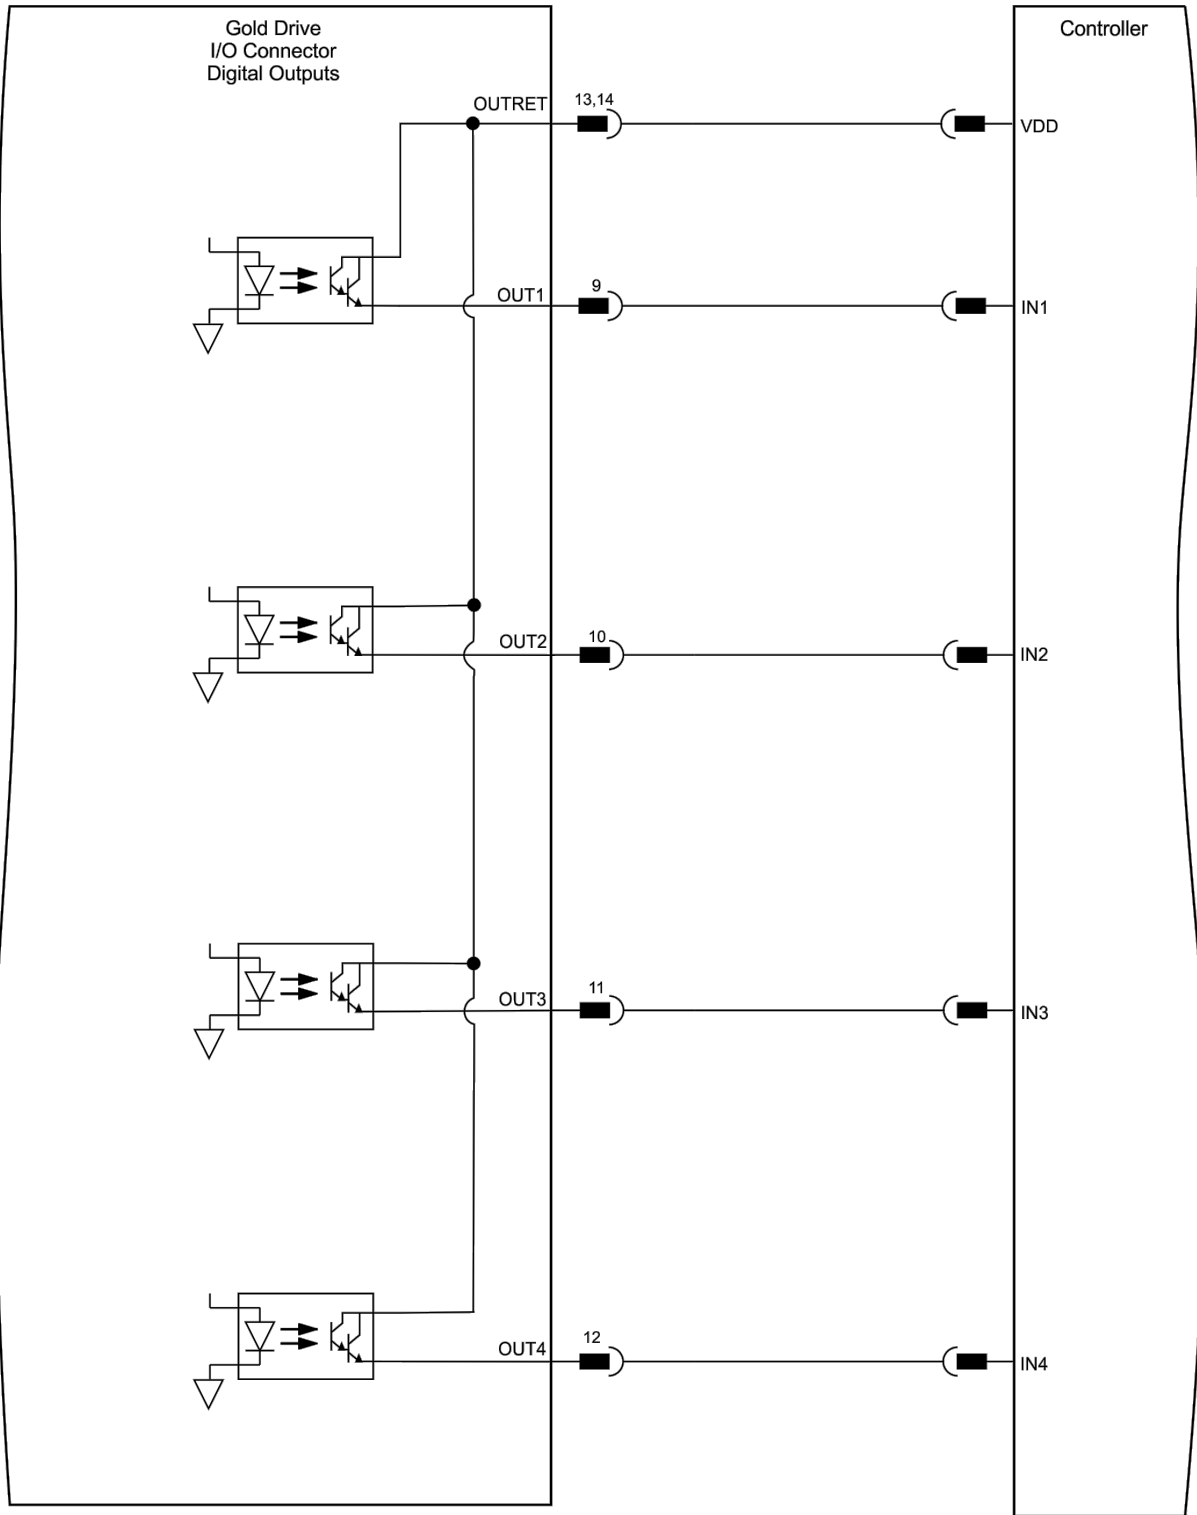 Gold Drive
I/O Connector
Digital Outputs
Controller
OUTRET
13,14
VDD
OUT1
9
IN1
OUT2
10
IN2
OUT3
11
IN3
OUT4
12
IN4